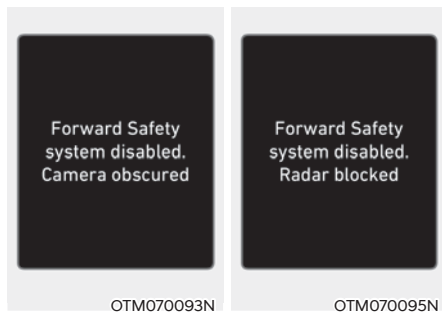 Forward Safety
system disabled.
Camera obscured
OTM070093N
Forward Safety
system disabled.
Radar blocked
OTM070095N